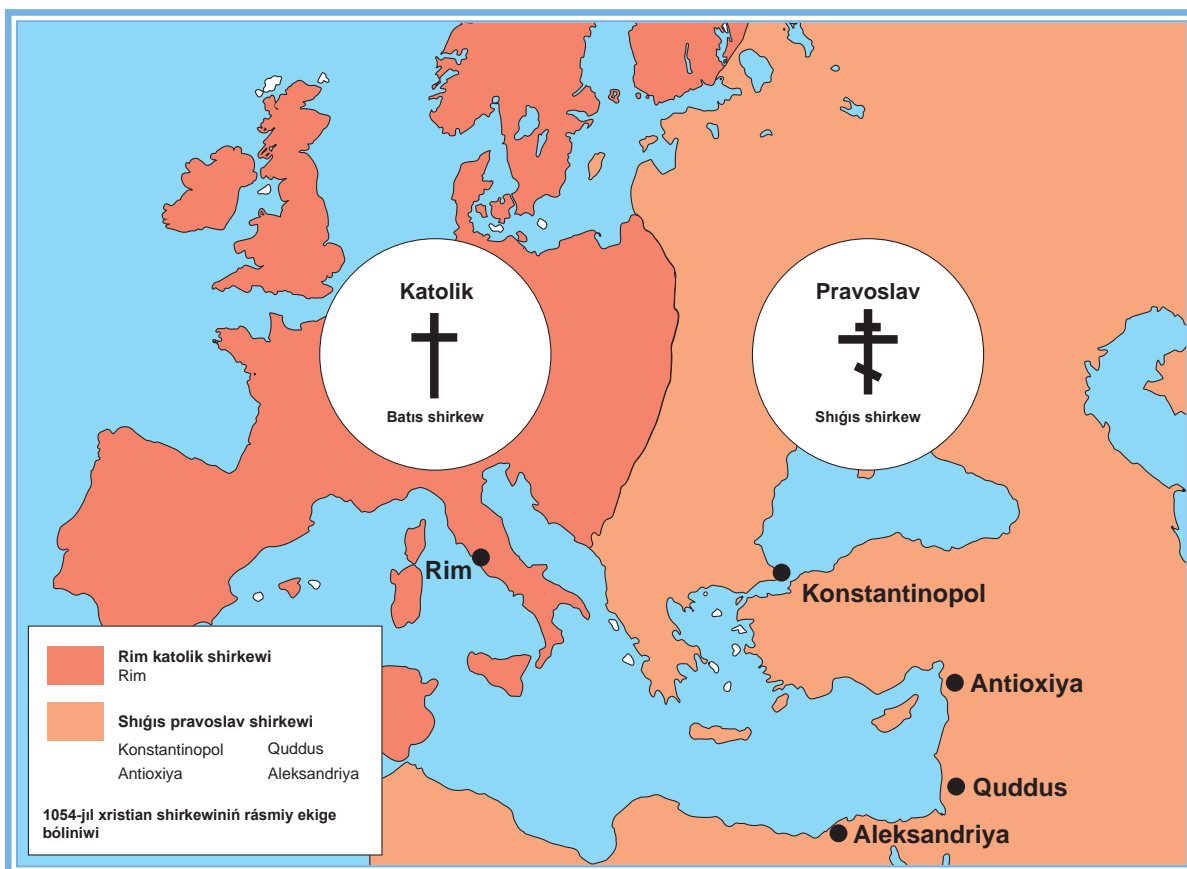 Katolik
Batıs shirkew
Pravoslav
Shıǵıs shirkew
Rim
Konstantinopol
Antioxiya
Quddus
Aleksandriya
Rim katolik shirkewi
Rim
Shıǵıs pravoslav shirkewi
Konstantinopol Quddus
Antioxiya Aleksandriya
1054-jıl xristian shirkewiniń rásmiy ekige
bóliniwi